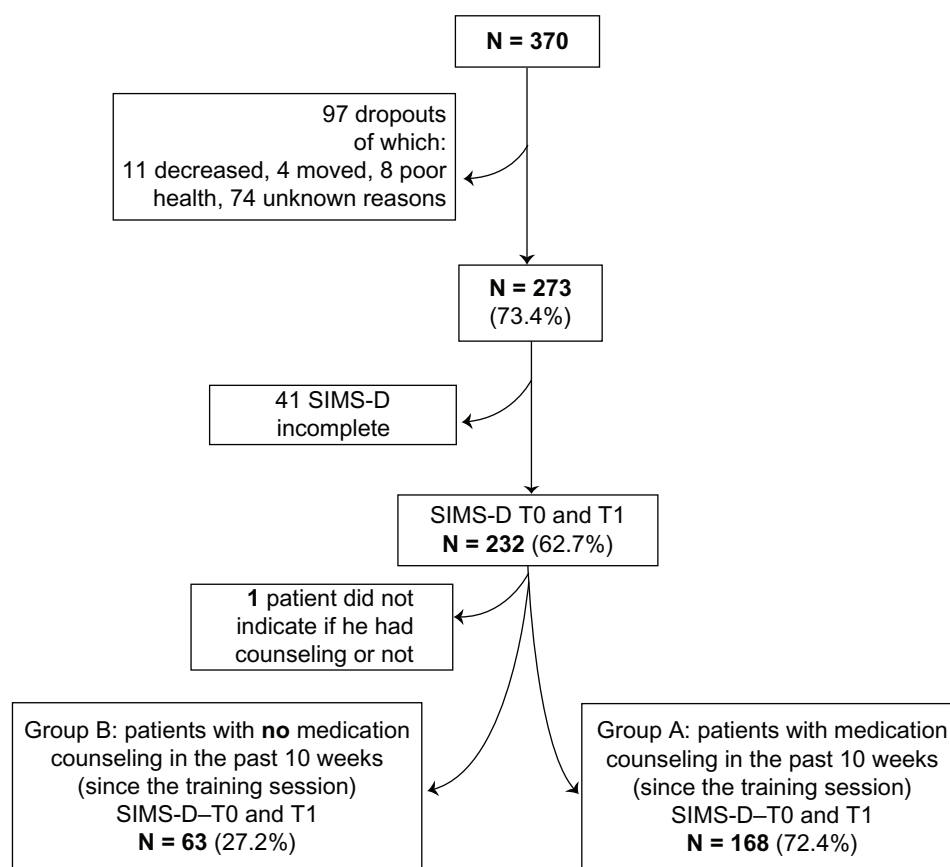 N = 370
97 dropouts
of which:
11 decreased, 4 moved, 8 poor
health, 74 unknown reasons
N = 273
(73.4%)
41 SIMS-D
incomplete
SIMS-D T0 and T1
N = 232 (62.7%)
1 patient did not
indicate if he had
counseling or not
Group B: patients with no medication
counseling in the past 10 weeks
(since the training session)
SIMS-D–T0 and T1
N = 63 (27.2%)
Group A: patients with medication
counseling in the past 10 weeks
(since the training session)
SIMS-D–T0 and T1
N = 168 (72.4%)